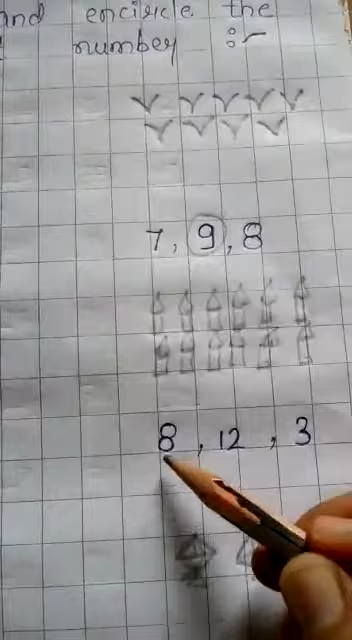 and encircle the
number :-
7, 9, 8
8, 12, 3